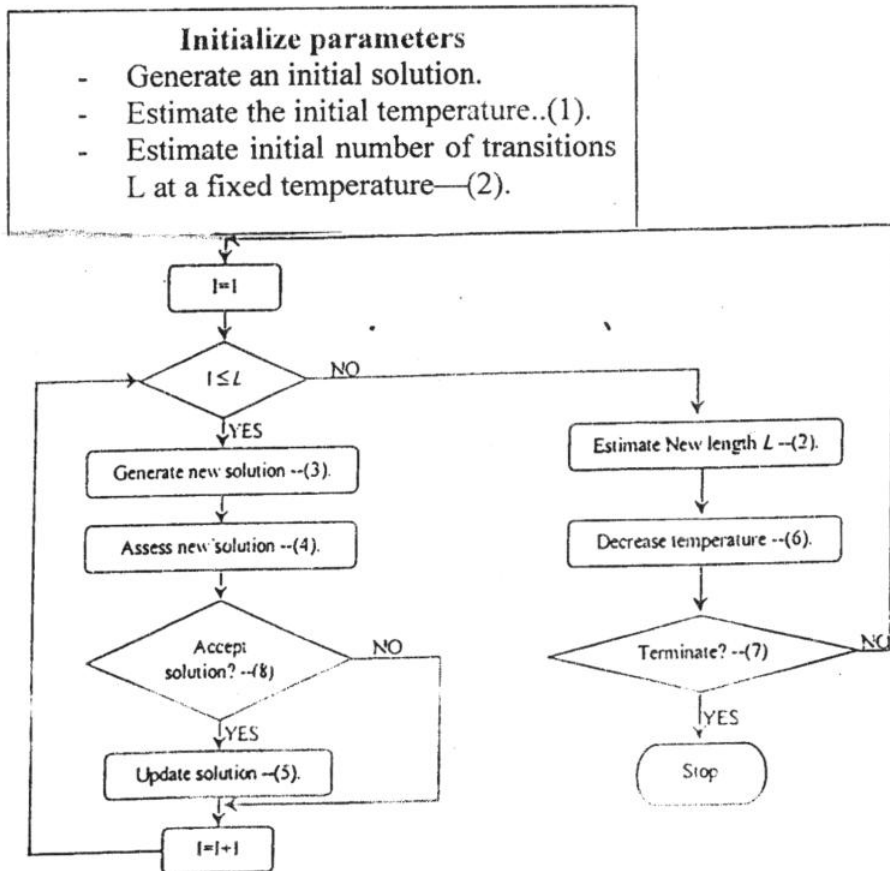 Initialize parameters
- Generate an initial solution.
- Estimate the initial temperature..(1).
- Estimate initial number of transitions
L at a fixed temperature—(2).
I=1
I ≤ L
NO
YES
Generate new solution --(3).
Assess new solution --(4).
Accept
solution? --(8)
NO
YES
Update solution --(5).
I=I+1
Estimate New length L --(2).
Decrease temperature --(6).
Terminate? --(7)
NO
YES
Stop